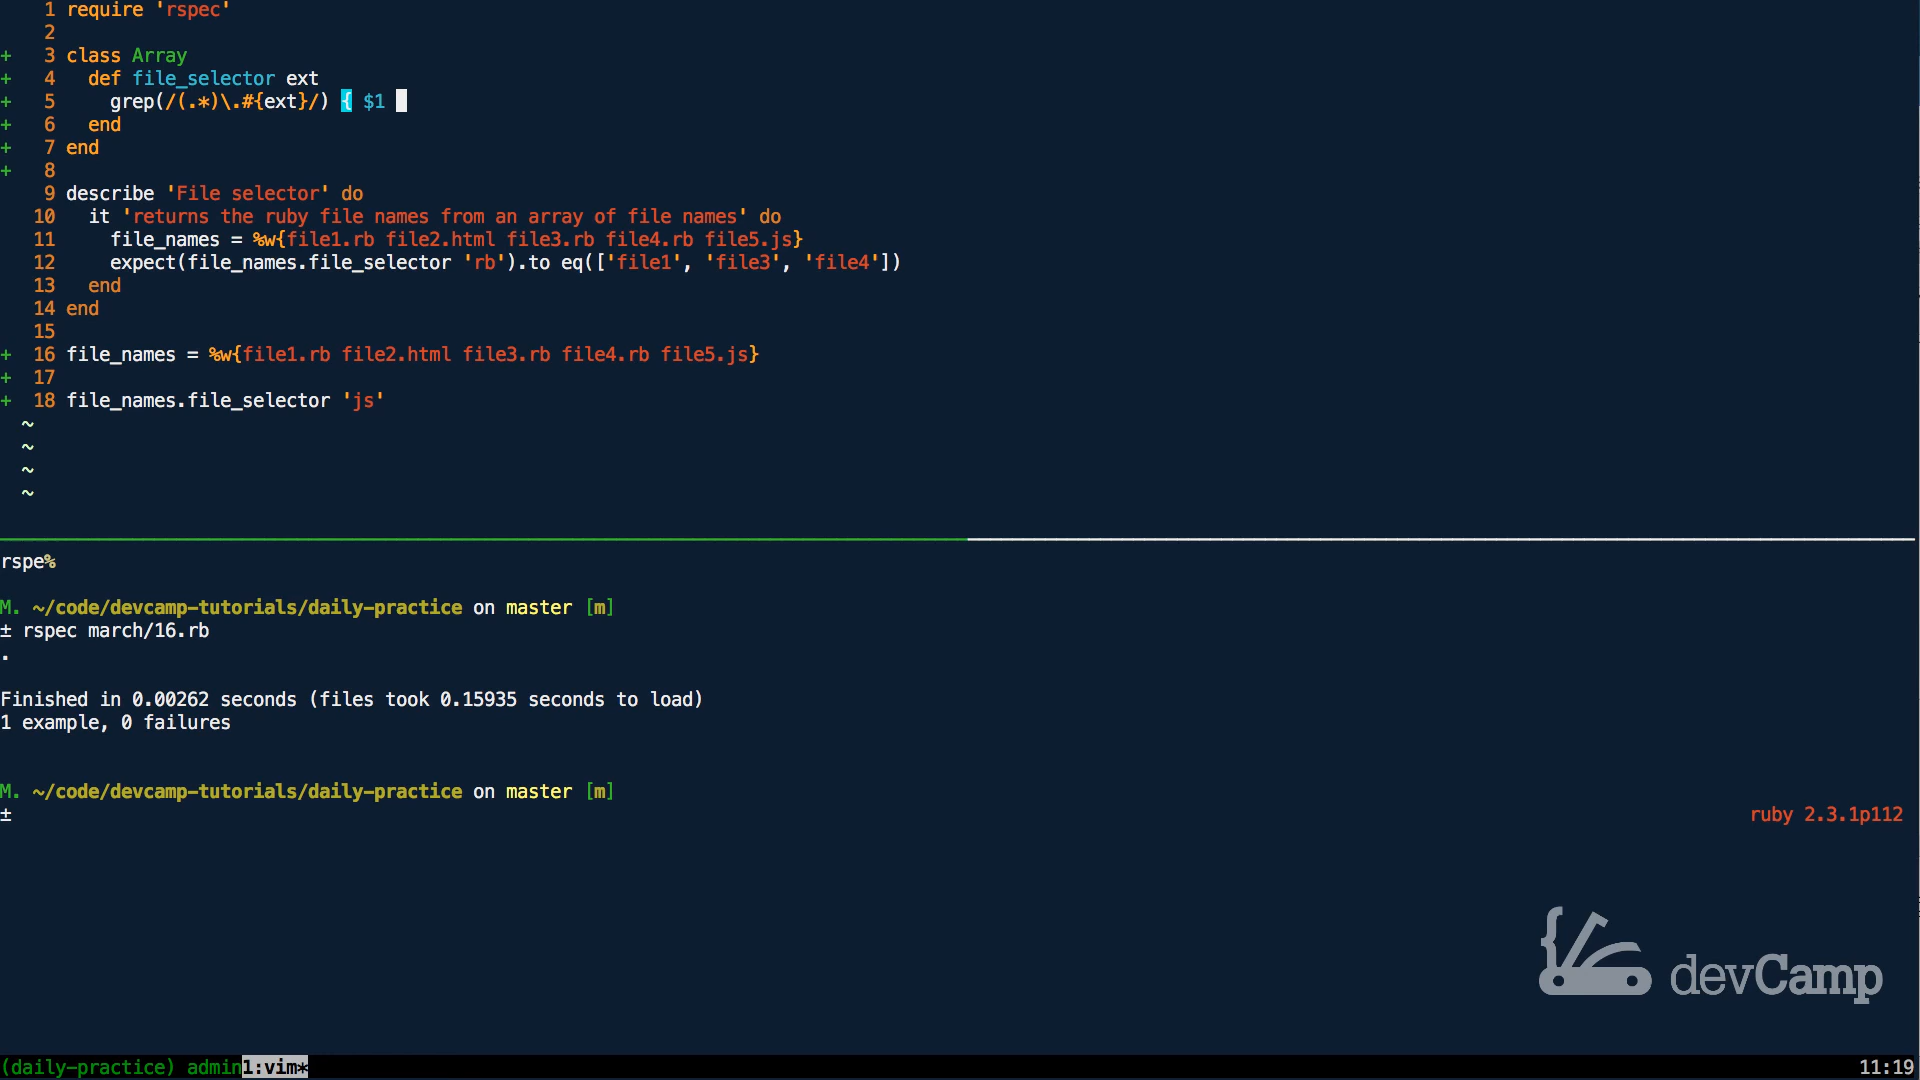 1 require 'rspec'
2
+ 3 class Array
+ 4   def file_selector ext
+ 5     grep(/(.*)\.#{ext}/) { $1
+ 6   end
+ 7 end
+ 8
9 describe 'File selector' do
10   it 'returns the ruby file names from an array of file names' do
11     file_names = %w{file1.rb file2.html file3.rb file4.rb file5.js}
12     expect(file_names.file_selector 'rb').to eq(['file1', 'file3', 'file4'])
13   end
14 end
15
+ 16 file_names = %w{file1.rb file2.html file3.rb file4.rb file5.js}
+ 17
+ 18 file_names.file_selector 'js'
~
~
~
~
rspe%
M. ~/code/devcamp-tutorials/daily-practice on master [m]
± rspec march/16.rb
.
Finished in 0.00262 seconds (files took 0.15935 seconds to load)
1 example, 0 failures
M. ~/code/devcamp-tutorials/daily-practice on master [m]
± ruby 2.3.1p112
devCamp
(daily-practice) admin1:vim* 11:19